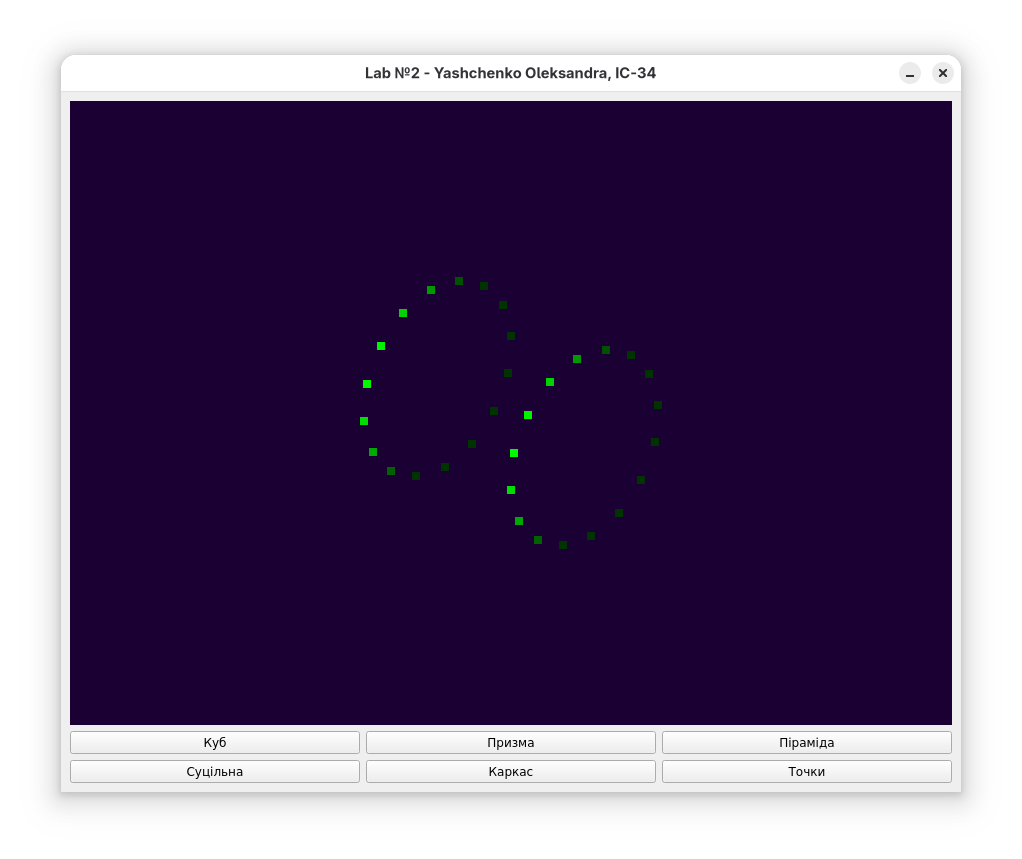 Lab №2 - Yashchenko Oleksandra, IC-34
Куб Призма Піраміда
Суцільна Каркас Точки